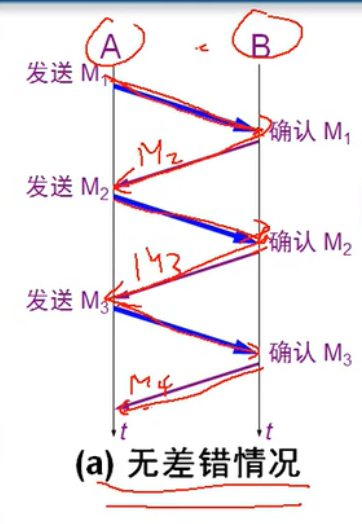 A B
发送 M1
确认 M1
M2
发送 M2
确认 M2
M3
发送 M3
确认 M3
M4
t t
(a) 无差错情况